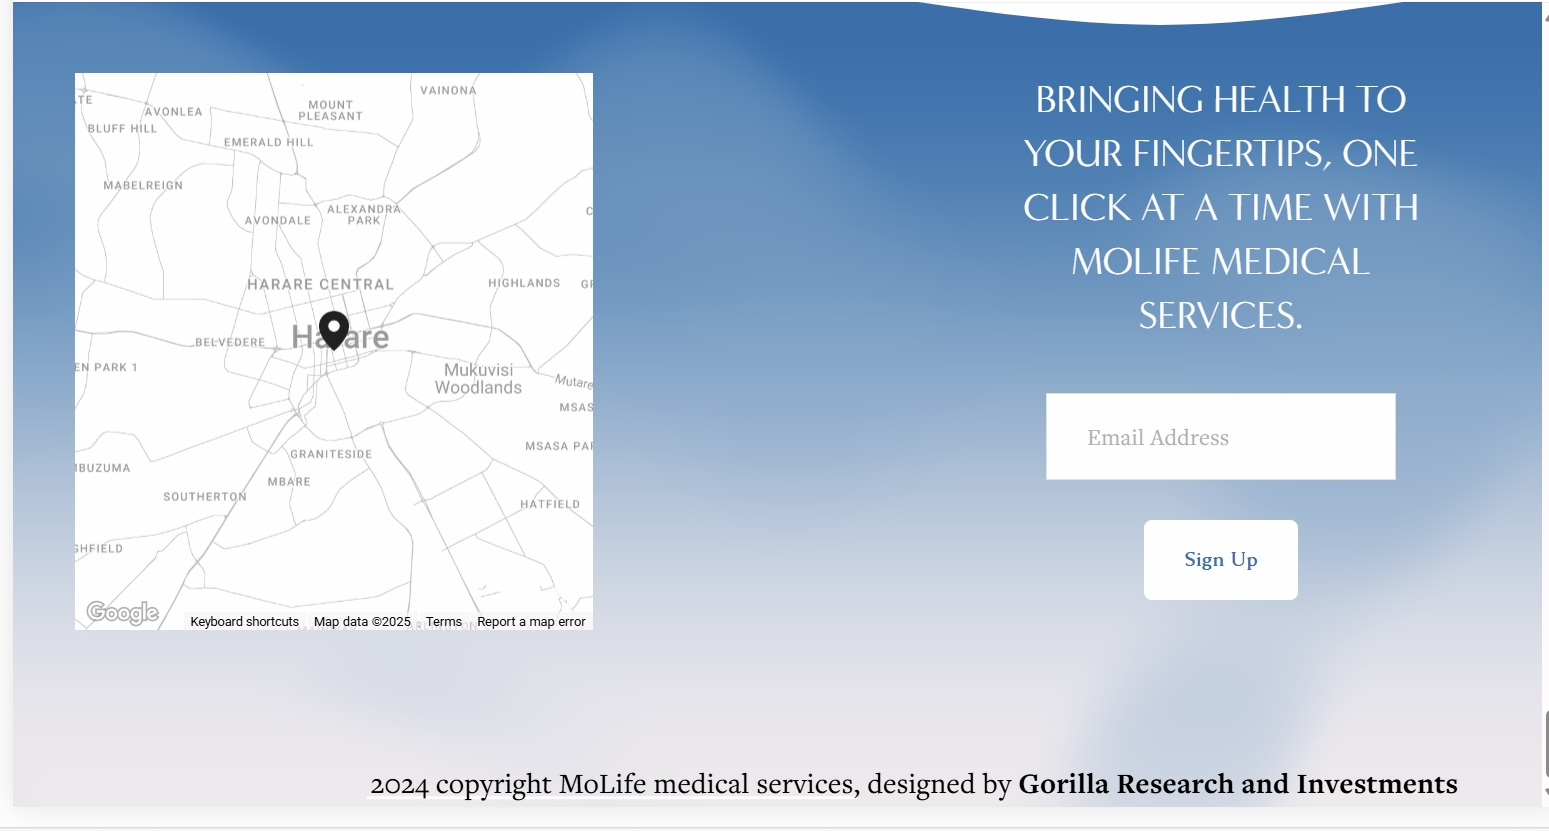 VAINONA
AVONLEA
MOUNT
PLEASANT
BLUFF HILL
EMERALD HILL
MABELREIGN
AVONDALE
ALEXANDRA
PARK
HARARE CENTRAL
HIGHLANDS
Harare
BELVEDERE
EN PARK 1
Mukuvisi
Woodlands
Mutare
MSAS
MSASA PAR
GRANITESIDE
MBARE
BUZUMA
SOUTHERTON
HATFIELD
GHFIELD
Google
Keyboard shortcuts Map data ©2025 Terms Report a map error
BRINGING HEALTH TO
YOUR FINGERTIPS, ONE
CLICK AT A TIME WITH
MOLIFE MEDICAL
SERVICES.
Email Address
Sign Up
2024 copyright MoLife medical services, designed by Gorilla Research and Investments